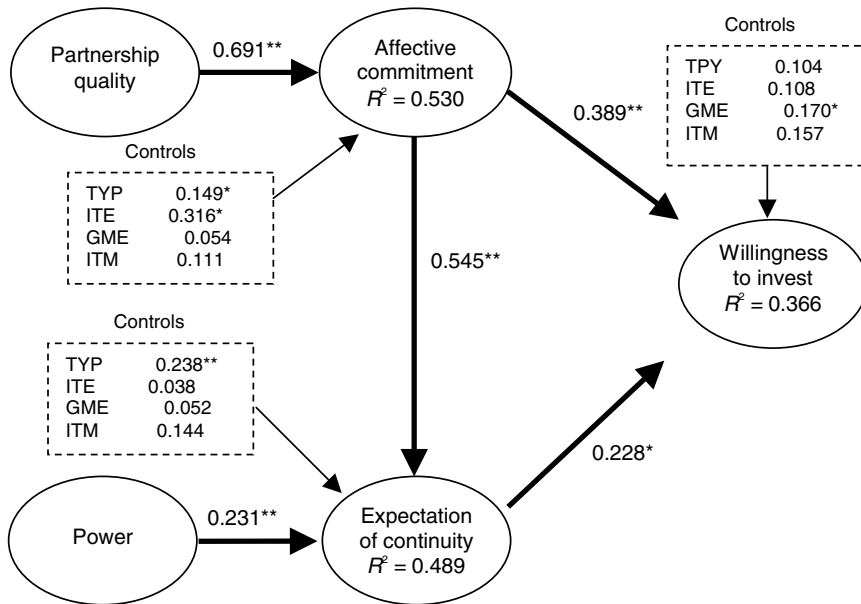 Partnership
quality
0.691**
Affective
commitment
R² = 0.530
0.389**
Controls
TPY 0.104
ITE 0.108
GME 0.170*
ITM 0.157
Controls
TYP 0.149*
ITE 0.316*
GME 0.054
ITM 0.111
0.545**
Willingness
to invest
R² = 0.366
Controls
TYP 0.238**
ITE 0.038
GME 0.052
ITM 0.144
0.228*
Power
0.231**
Expectation
of continuity
R² = 0.489